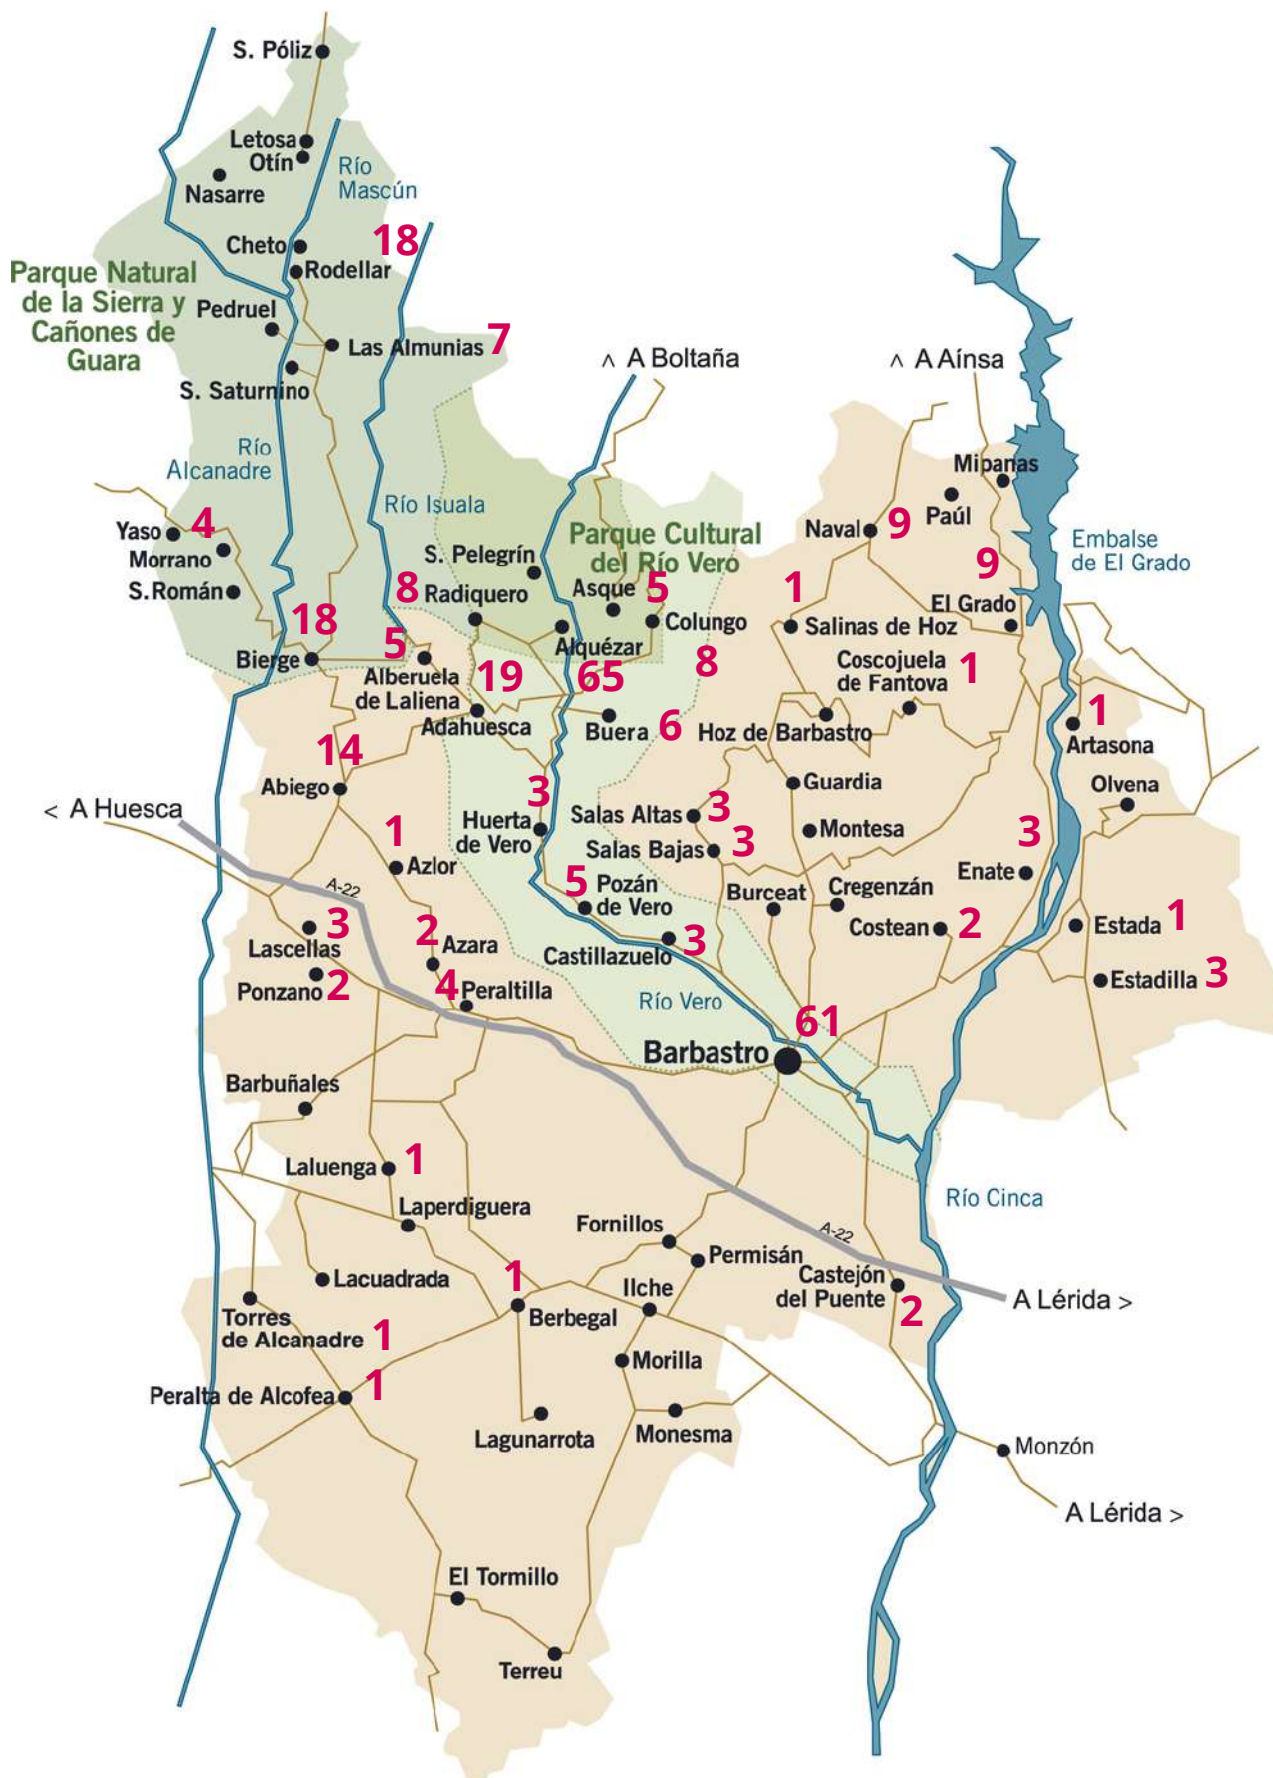 S. Póliz
Letosa
Otín
Nasarre
Río
Mascún
Cheto
18
Rodellar
Parque Natural
de la Sierra y
Cañones de
Guara
Pedruel
Las Almunias 7
S. Saturnino
^ A Boltaña
^ A Aínsa
Río
Alcanadre
Río Isuala
Mipanas
Paúl
Naval 9
Yaso 4
Morrano
S.Román
Parque Cultural
del Río Vero
S. Pelegrín
Asque 5
Embalse
de El Grado
9
8 Radiquero
1
El Grado
18
Colungo
Salinas de Hoz
Bierge
5
Alquézar
8
Alberuela
de Laliena
19
65
Coscojuela
de Fantova
1
Adahuesca
Buera 6
Hoz de Barbastro
1
Artasona
14
Abiego
Guardia
Olvena
< A Huesca
3
Huerta
de Vero
Salas Altas 3
Montesa
3
1
Azlor
Salas Bajas 3
Enate
A-22
5 Pozán
de Vero
Burceat
Cregenzán
3
Lascellas
2 Azara
Castillazuelo 3
Costean 2
Estada 1
Ponzano 2
4 Peraltilla
Río Vero
Estadilla 3
61
Barbastro
Barbuñales
Laluenga 1
Laperdiguera
Río Cinca
Fornillos
A-22
Permisán
Lacuadrada
1
Ilche
Castejón
del Puente
2
Berbegal
A Lérida >
Torres
de Alcanadre 1
Morilla
Peralta de Alcofea 1
Lagunarrota
Monesma
Monzón
A Lérida >
El Tormillo
Terreu